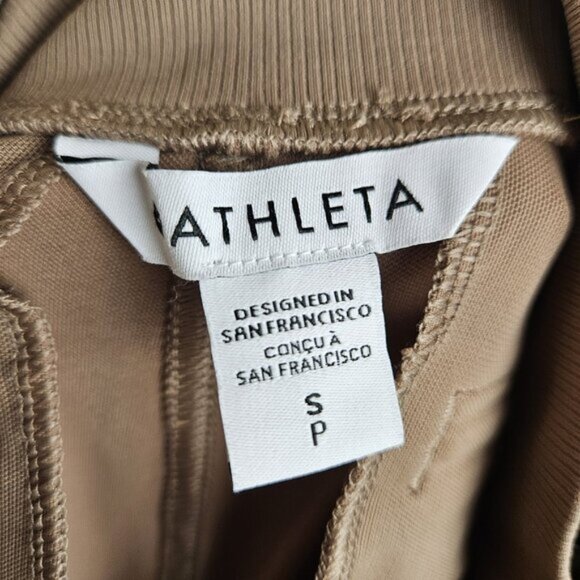 ATHLETA
DESIGNED IN
SAN FRANCISCO
CONÇU À
SAN FRANCISCO
S
P